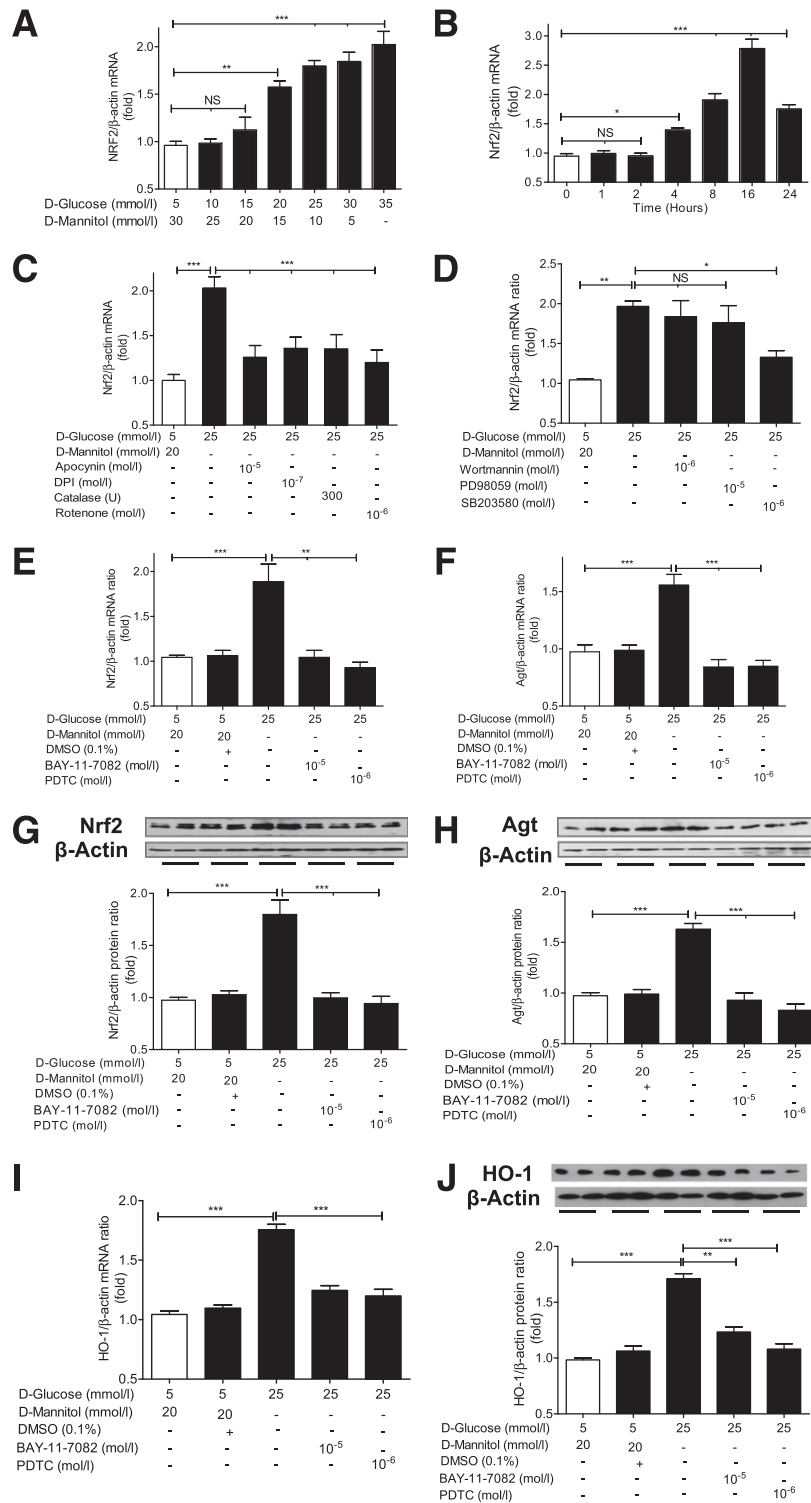 A
***
**
NS
2.0
1.5
1.0
0.5
NRF2/β-actin mRNA
(fold)
D-Glucose (mmol/l) 5 10 15 20 25 30 35
D-Mannitol (mmol/l) 30 25 20 15 10 5 -
B
***
*
NS
3.0
2.5
2.0
1.5
1.0
0.5
Nrf2/β-actin mRNA
(fold)
0 1 2 4 8 16 24
Time (Hours)
C
*** ***
2.0
1.5
1.0
0.5
Nrf2/β-actin mRNA
(fold)
D-Glucose (mmol/l) 5 25 25 25 25 25
D-Mannitol (mmol/l) 20 - - - - -
Apocynin (mol/l) - - 10-5 - - -
DPI (mol/l) - - - 10-7 - -
Catalase (U) - - - - 300 -
Rotenone (mol/l) - - - - - 10-6
D
*
** NS
2.5
2.0
1.5
1.0
0.5
Nrf2/β-actin mRNA ratio
(fold)
D-Glucose (mmol/l) 5 25 25 25 25
D-Mannitol (mmol/l) 20 - - - -
Wortmannin (mol/l) - - 10-6 - -
PD98059 (mol/l) - - - 10-5 -
SB203580 (mol/l) - - - - 10-6
E
*** **
2.0
1.5
1.0
0.5
Nrf2/β-actin mRNA ratio
(fold)
D-Glucose (mmol/l) 5 5 25 25 25
D-Mannitol (mmol/l) 20 20 - - -
DMSO (0.1%) - + - - -
BAY-11-7082 (mol/l) - - - 10-5 -
PDTC (mol/l) - - - - 10-6
F
*** ***
1.5
1.0
0.5
Agt/β-actin mRNA ratio
(fold)
D-Glucose (mmol/l) 5 5 25 25 25
D-Mannitol (mmol/l) 20 20 - - -
DMSO (0.1%) - + - - -
BAY-11-7082 (mol/l) - - - 10-5 -
PDTC (mol/l) - - - - 10-6
G
Nrf2
β-Actin
*** ***
2.0
1.5
1.0
0.5
Nrf2/β-actin protein ratio
(fold)
D-Glucose (mmol/l) 5 5 25 25 25
D-Mannitol (mmol/l) 20 20 - - -
DMSO (0.1%) - + - - -
BAY-11-7082 (mol/l) - - - 10-5 -
PDTC (mol/l) - - - - 10-6
H
Agt
β-Actin
*** ***
2.0
1.5
1.0
0.5
Agt/β-actin protein ratio
(fold)
D-Glucose (mmol/l) 5 5 25 25 25
D-Mannitol (mmol/l) 20 20 - - -
DMSO (0.1%) - + - - -
BAY-11-7082 (mol/l) - - - 10-5 -
PDTC (mol/l) - - - - 10-6
I
*** ***
2.0
1.5
1.0
0.5
HO-1/β-actin mRNA ratio
(fold)
D-Glucose (mmol/l) 5 5 25 25 25
D-Mannitol (mmol/l) 20 20 - - -
DMSO (0.1%) - + - - -
BAY-11-7082 (mol/l) - - - 10-5 -
PDTC (mol/l) - - - - 10-6
J
HO-1
β-Actin
***
*** **
2.0
1.5
1.0
0.5
HO-1/β-actin protein ratio
(fold)
D-Glucose (mmol/l) 5 5 25 25 25
D-Mannitol (mmol/l) 20 20 - - -
DMSO (0.1%) - + - - -
BAY-11-7082 (mol/l) - - - 10-5 -
PDTC (mol/l) - - - - 10-6